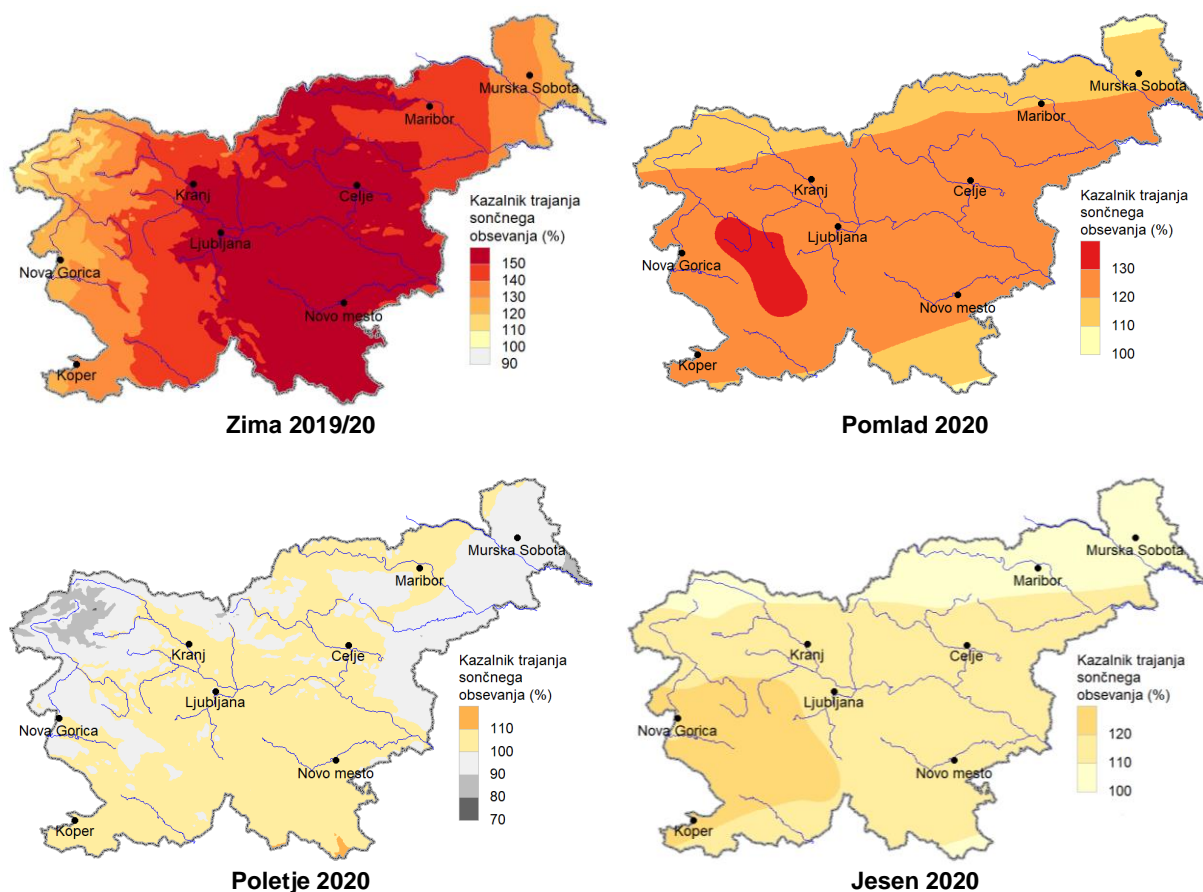 Murska Sobota
Maribor
Kranj
Celje
Ljubljana
Nova Gorica
Novo mesto
Koper
Kazalnik trajanja
sončnega
obsevanja (%)
150
140
130
120
110
100
90
Zima 2019/20
Murska Sobota
Maribor
Kranj
Celje
Ljubljana
Nova Gorica
Novo mesto
Koper
Kazalnik trajanja
sončnega
obsevanja (%)
130
120
110
100
Pomlad 2020
Murska Sobota
Maribor
Kranj
Celje
Ljubljana
Nova Gorica
Novo mesto
Koper
Kazalnik trajanja
sončnega
obsevanja (%)
110
100
90
80
70
Poletje 2020
Murska Sobota
Maribor
Kranj
Celje
Ljubljana
Nova Gorica
Novo mesto
Koper
Kazalnik trajanja
sončnega
obsevanja (%)
120
110
100
Jesen 2020